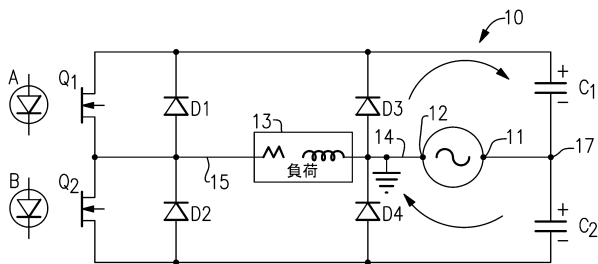 10
A Q1 D1 D3 + C1 −
13 14 12 11 17
負荷
15
B Q2 D2 D4 + C2 −